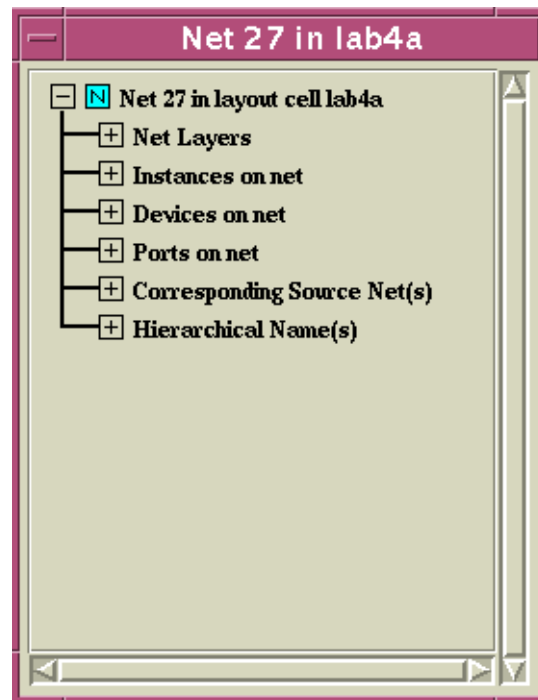 Net 27 in lab4a
N Net 27 in layout cell lab4a
Net Layers
Instances on net
Devices on net
Ports on net
Corresponding Source Net(s)
Hierarchical Name(s)